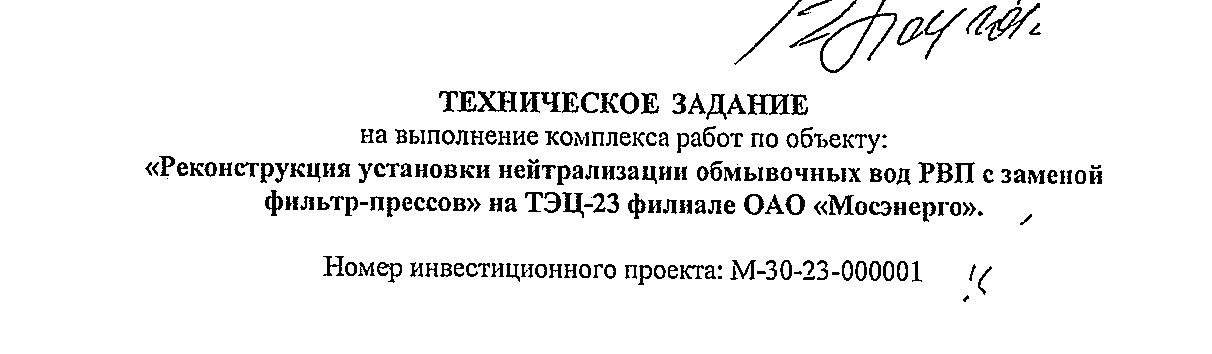 ТЕХНИЧЕСКОЕ ЗАДАНИЕ
на выполнение комплекса работ по объекту:
«Реконструкция установки нейтрализации обмывочных вод РВП с заменой
фильтр-прессов» на ТЭЦ-23 филиале ОАО «Мосэнерго».
Номер инвестиционного проекта: М-30-23-000001